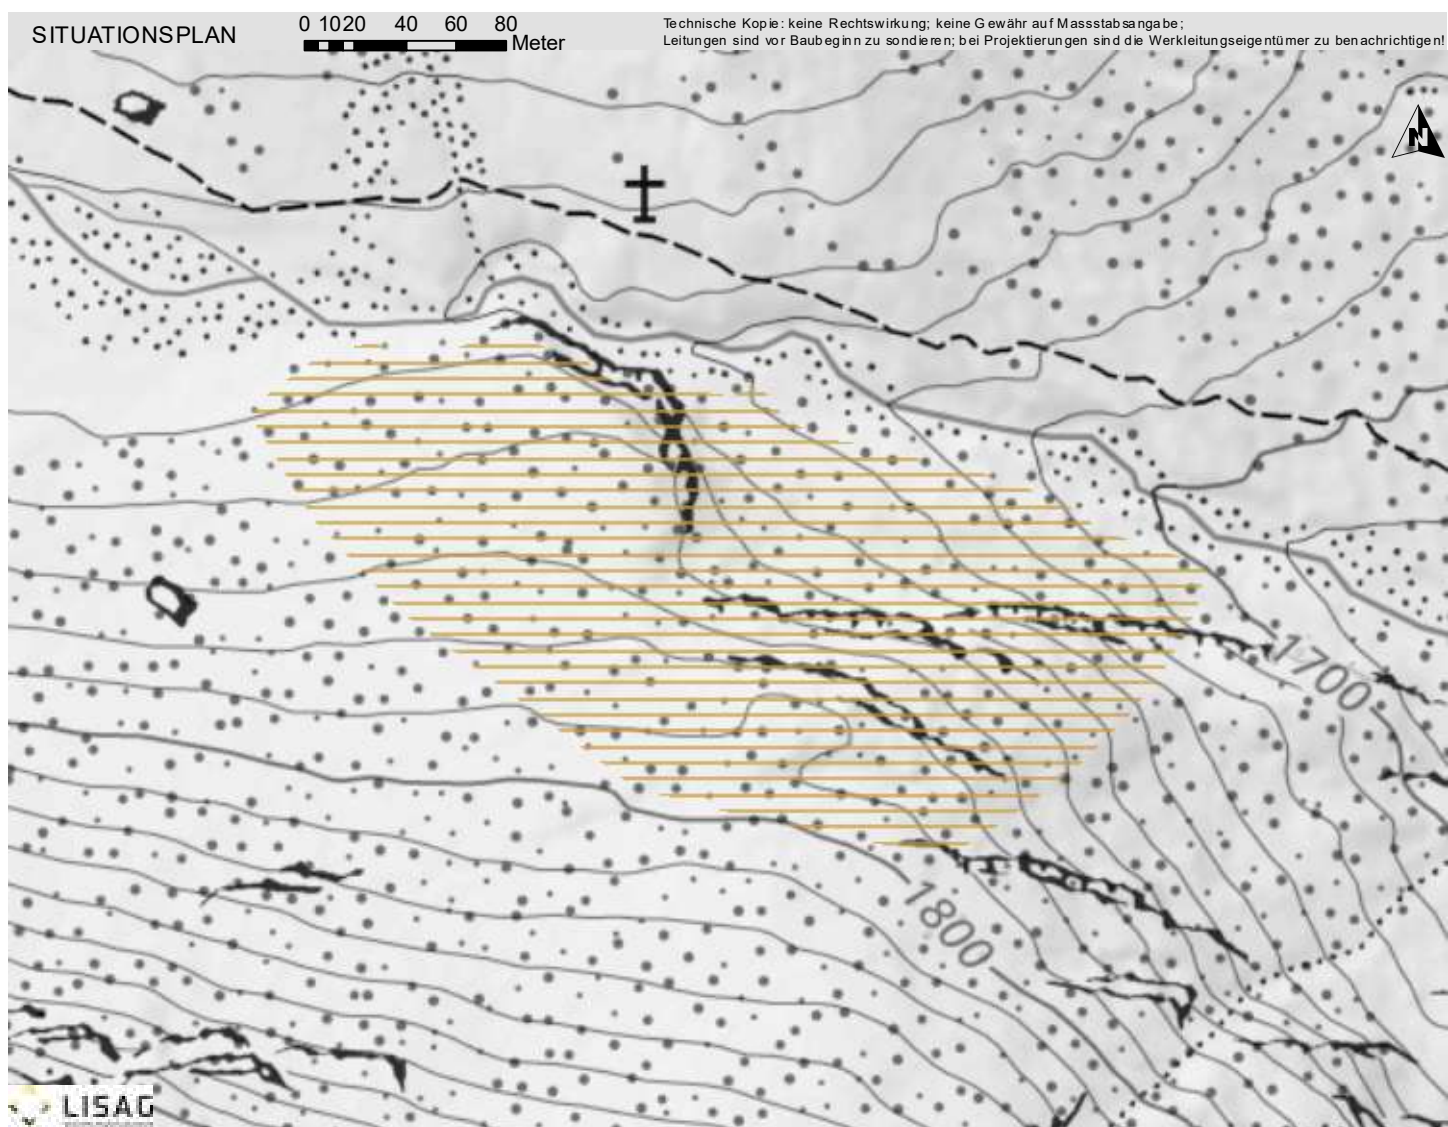 SITUATIONSPLAN
0 10 20 40 60 80
Meter
Technische Kopie: keine Rechtswirkung; keine Gewähr auf Massstabsangabe;
Leitungen sind vor Baubeginn zu sondieren; bei Projektierungen sind die Werkleitungseigentümer zu benachrichtigen!
N
1700
1800
LISAG